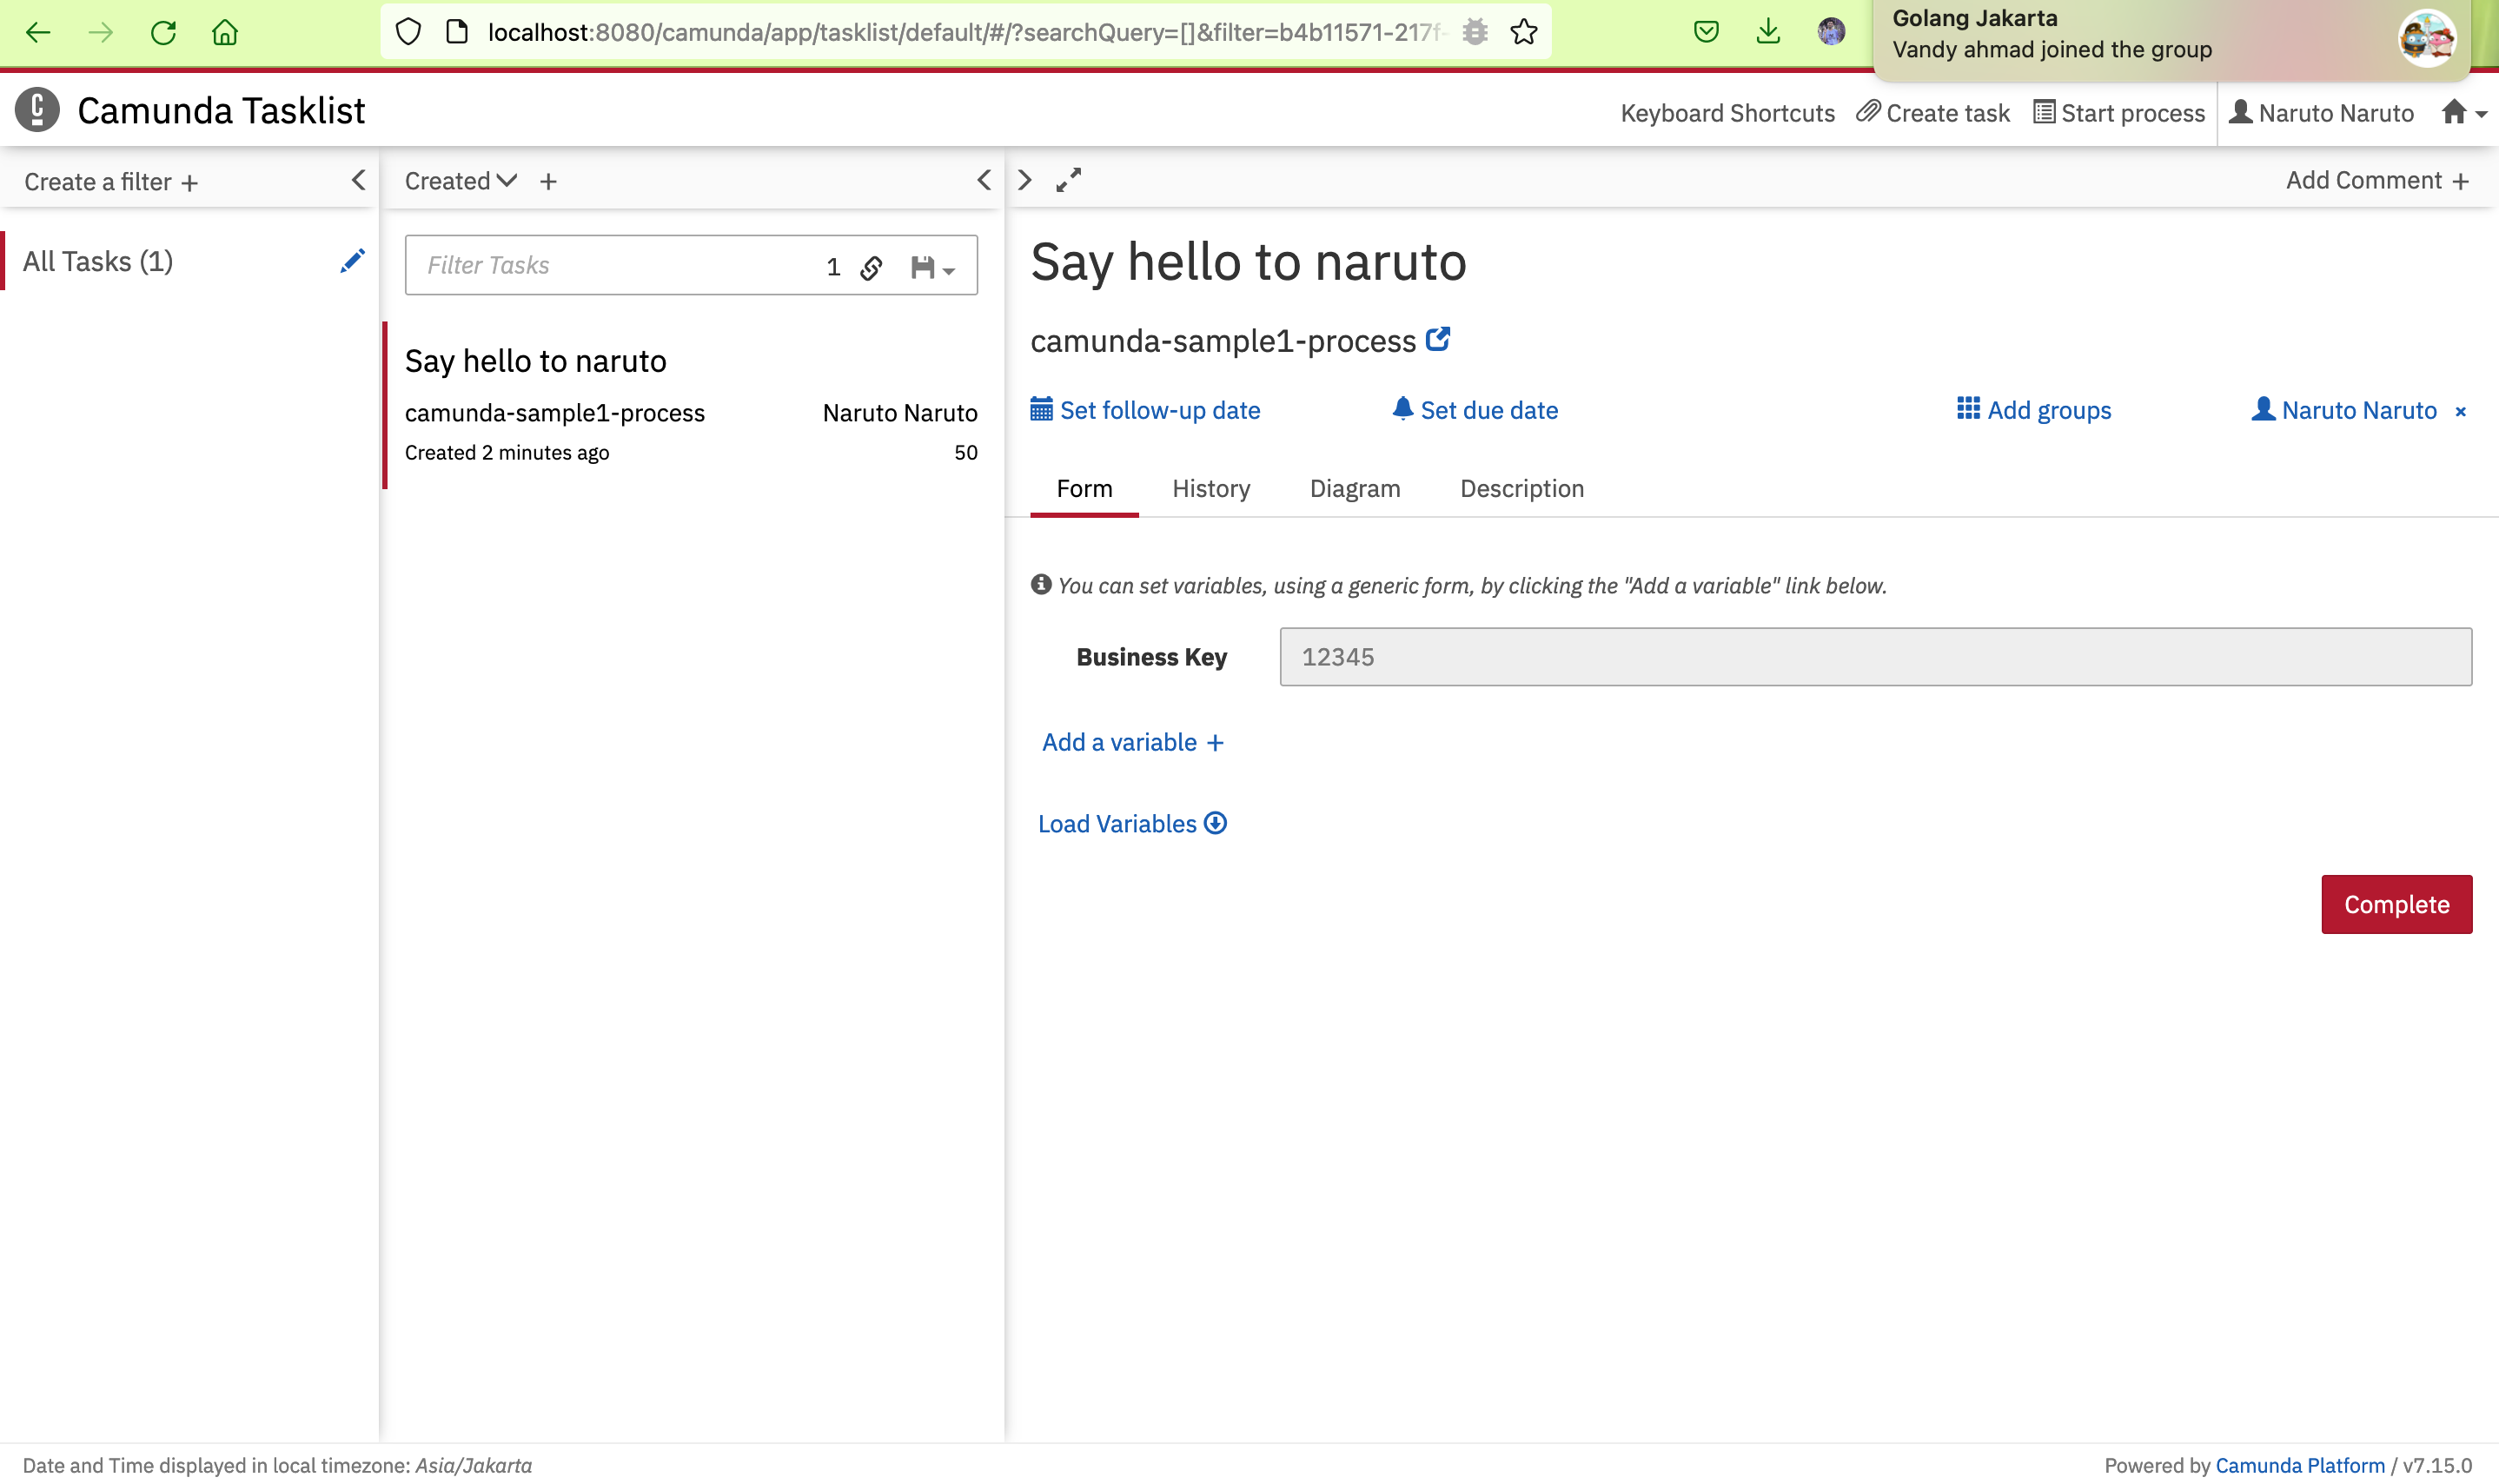 localhost:8080/camunda/app/tasklist/default/#/?searchQuery=[]&filter=b4b11571-217f-
Golang Jakarta
Vandy ahmad joined the group
Camunda Tasklist
Keyboard Shortcuts
Create task
Start process
Naruto Naruto
Create a filter +
Created +
Add Comment +
All Tasks (1)
Filter Tasks 1
Say hello to naruto
camunda-sample1-process Naruto Naruto
Created 2 minutes ago 50
Say hello to naruto
camunda-sample1-process
Set follow-up date
Set due date
Add groups
Naruto Naruto ×
Form History Diagram Description
You can set variables, using a generic form, by clicking the "Add a variable" link below.
Business Key 12345
Add a variable +
Load Variables
Complete
Date and Time displayed in local timezone: Asia/Jakarta
Powered by Camunda Platform / v7.15.0